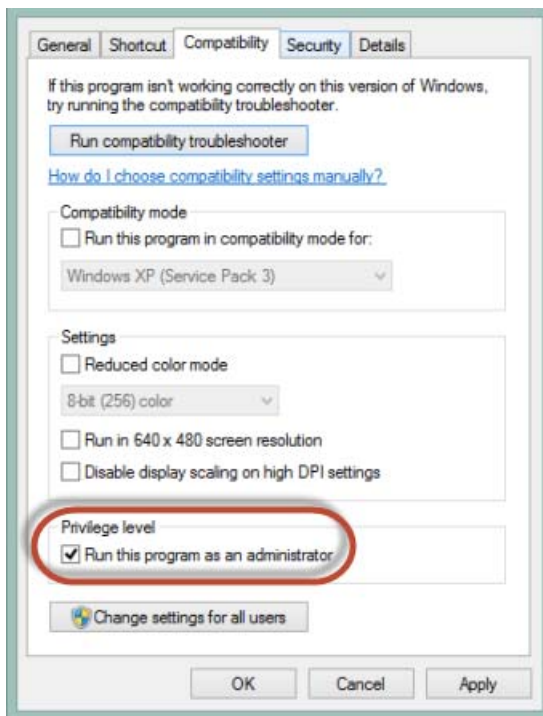 General Shortcut Compatibility Security Details
If this program isn't working correctly on this version of Windows,
try running the compatibility troubleshooter.
Run compatibility troubleshooter
How do I choose compatibility settings manually?
Compatibility mode
Run this program in compatibility mode for:
Windows XP (Service Pack 3)
Settings
Reduced color mode
8-bit (256) color
Run in 640 x 480 screen resolution
Disable display scaling on high DPI settings
Privilege level
Run this program as an administrator
Change settings for all users
OK Cancel Apply